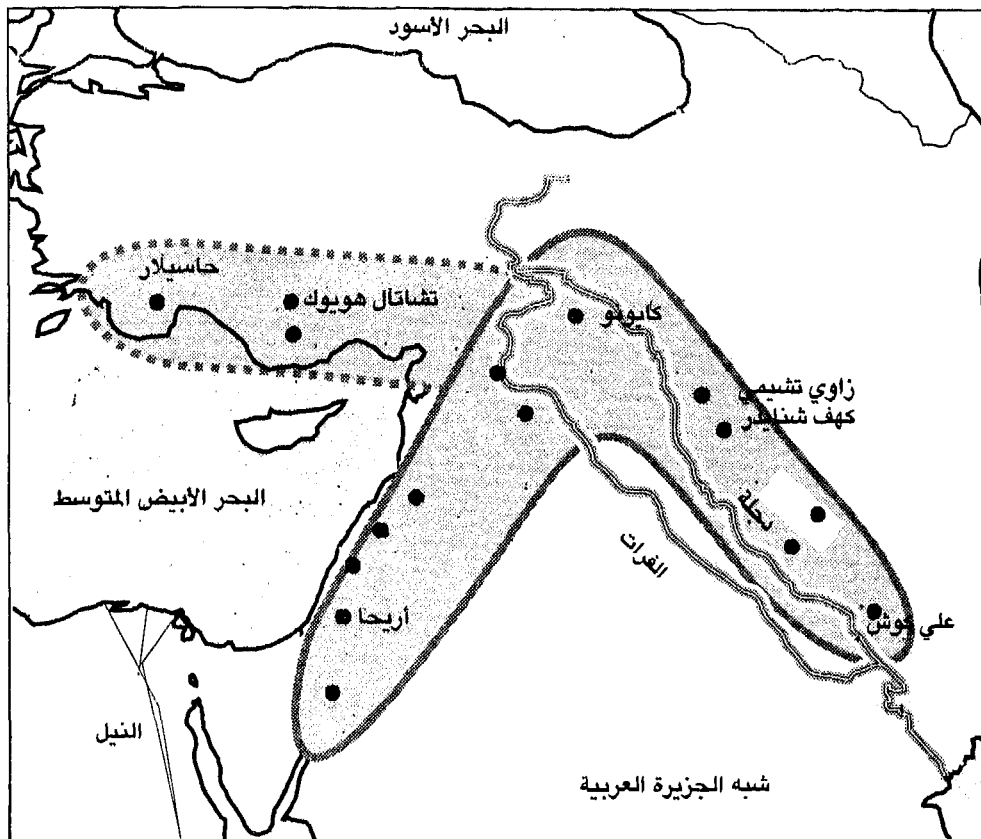 البحر الأسود
حاسيلار
تشاتال هويوك
كايونو
زاوي تشيمي
كهف شنايدر
البحر الأبيض المتوسط
دجلة
الفرات
أريحا
علي كوش
النيل
شبه الجزيرة العربية